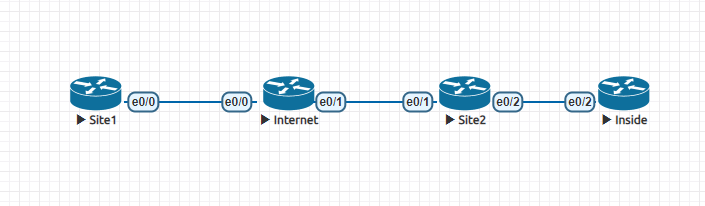 e0/0 e0/0 e0/1 e0/1 e0/2 e0/2
Site1 Internet Site2 Inside